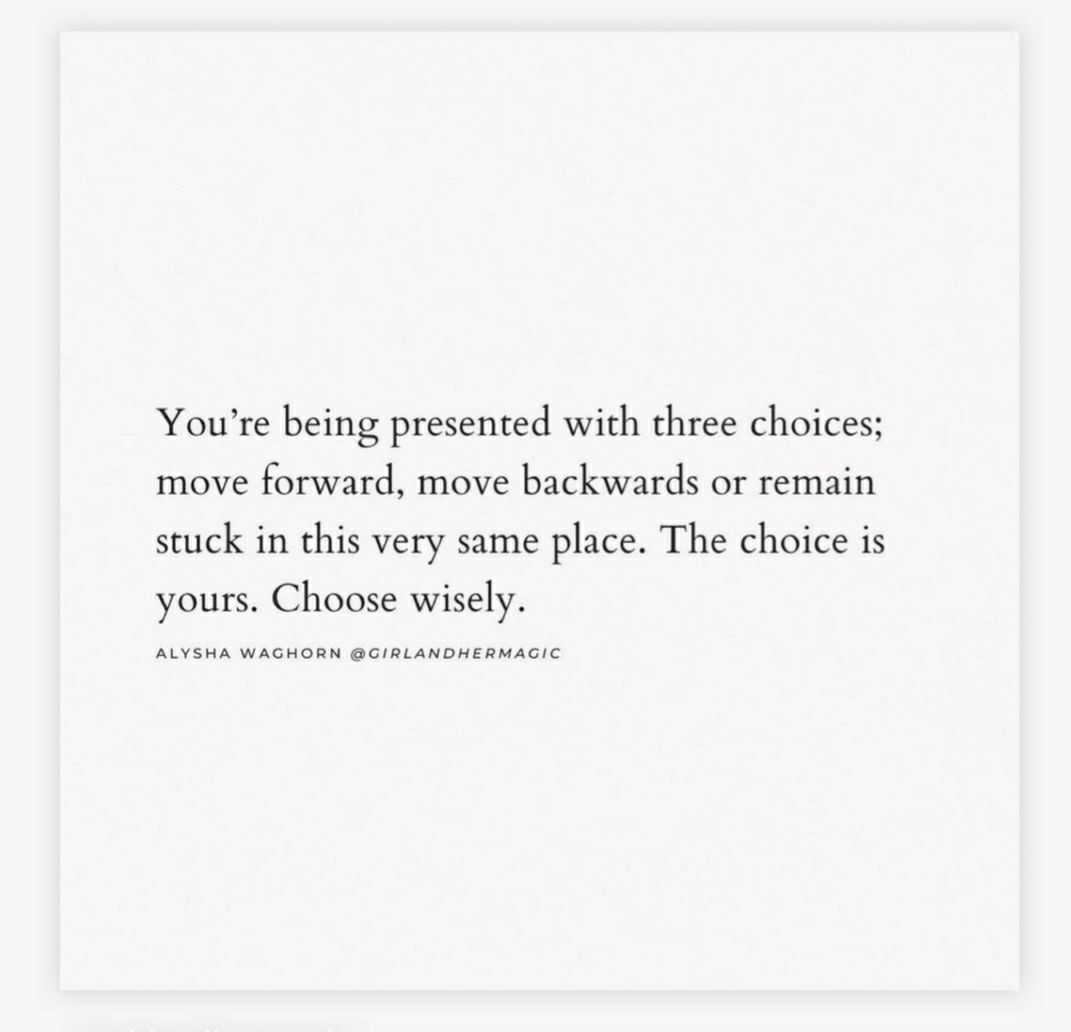 You’re being presented with three choices;
move forward, move backwards or remain
stuck in this very same place. The choice is
yours. Choose wisely.
ALYSHA WAGHORN @GIRLANDHERMAGIC